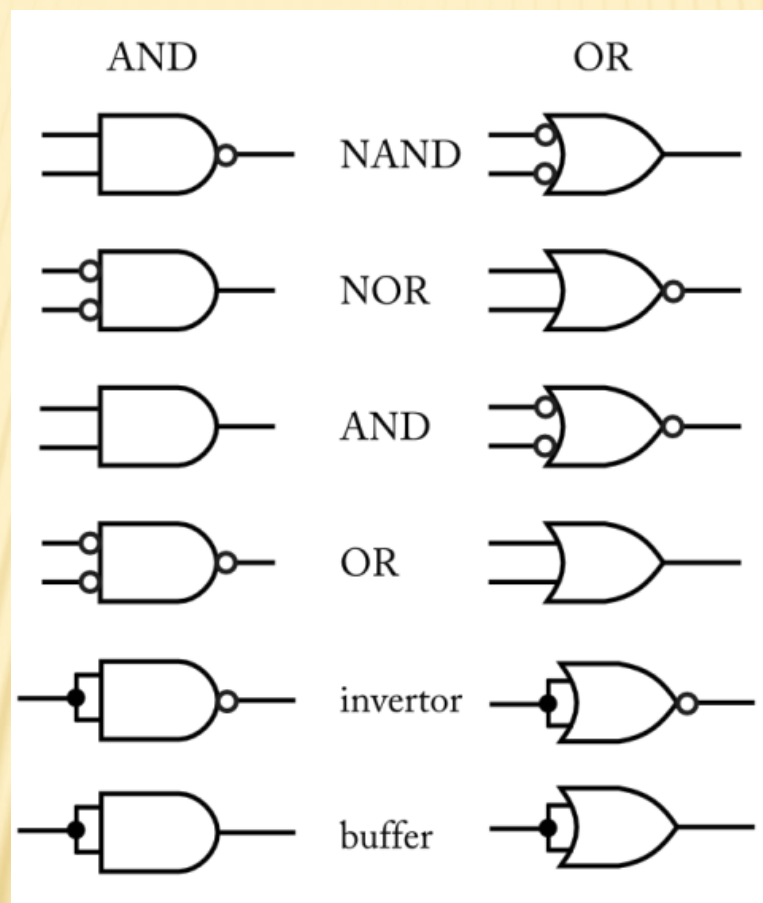 AND OR
NAND
NOR
AND
OR
invertor
buffer